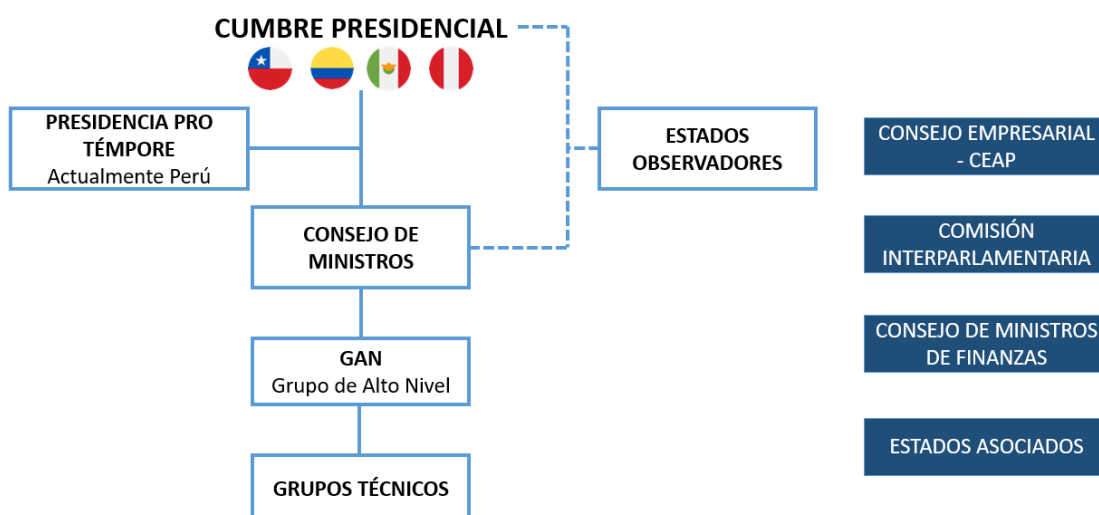 CUMBRE PRESIDENCIAL
PRESIDENCIA PRO
TÉMPORE
Actualmente Perú
ESTADOS
OBSERVADORES
CONSEJO DE
MINISTROS
GAN
Grupo de Alto Nivel
GRUPOS TÉCNICOS
CONSEJO EMPRESARIAL
- CEAP
COMISIÓN
INTERPARLAMENTARIA
CONSEJO DE MINISTROS
DE FINANZAS
ESTADOS ASOCIADOS